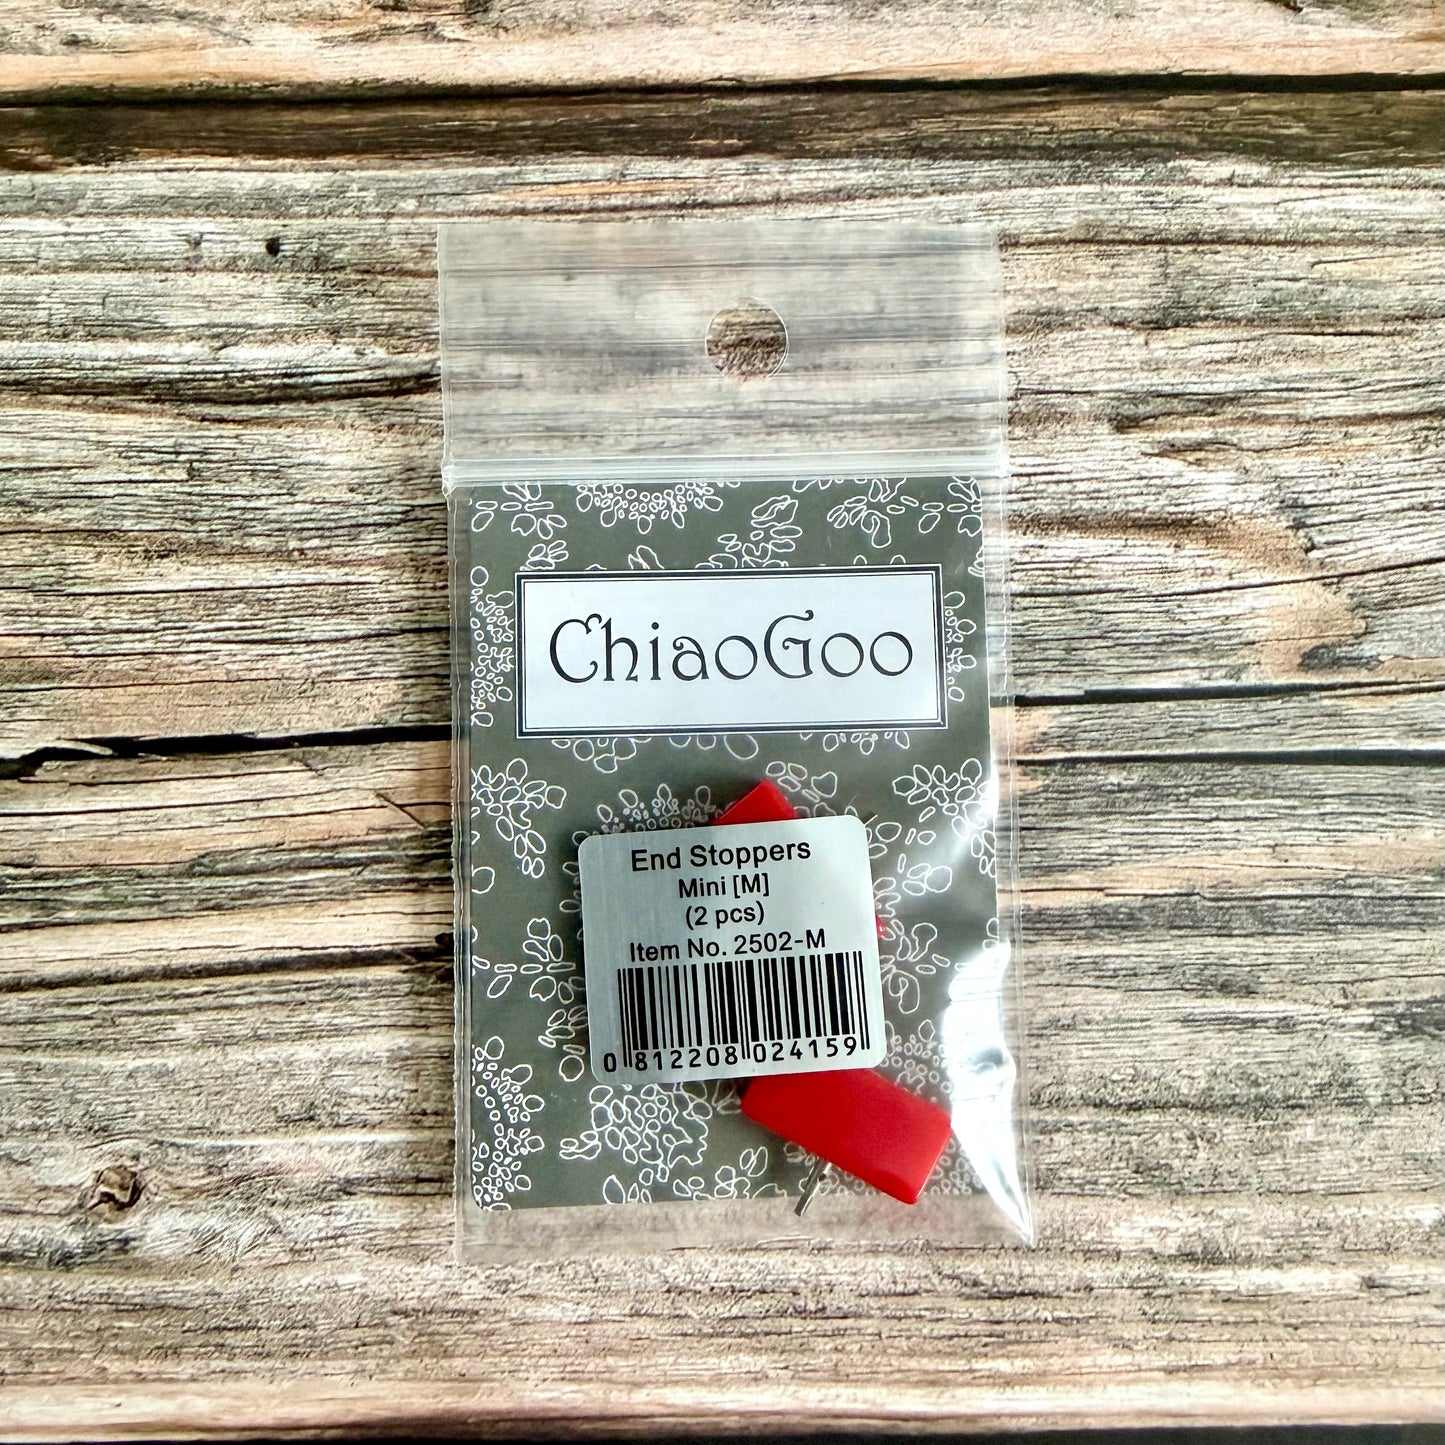 ChiaoGoo
End Stoppers
Mini [M]
(2 pcs)
Item No. 2502-M
0 812208 024159